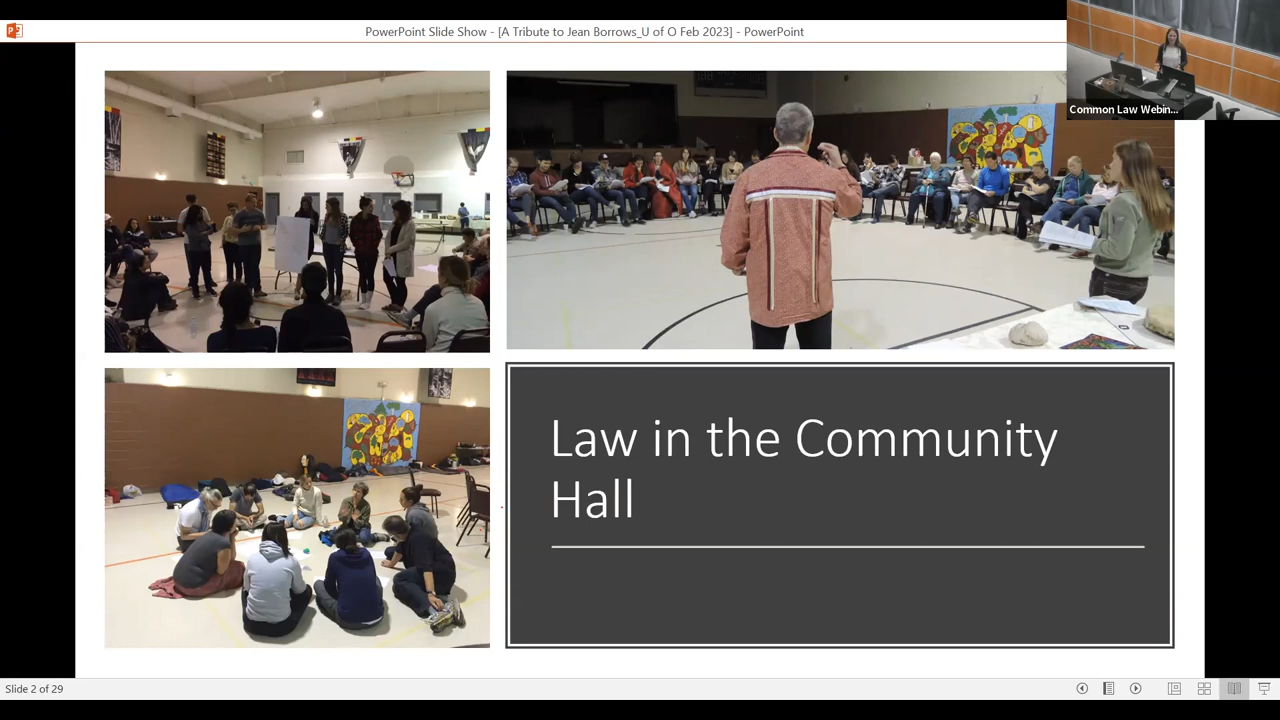 PowerPoint Slide Show - [A Tribute to Jean Borrows_U of O Feb 2023] - PowerPoint
Common Law Webin...
Law in the Community
Hall
Slide 2 of 29